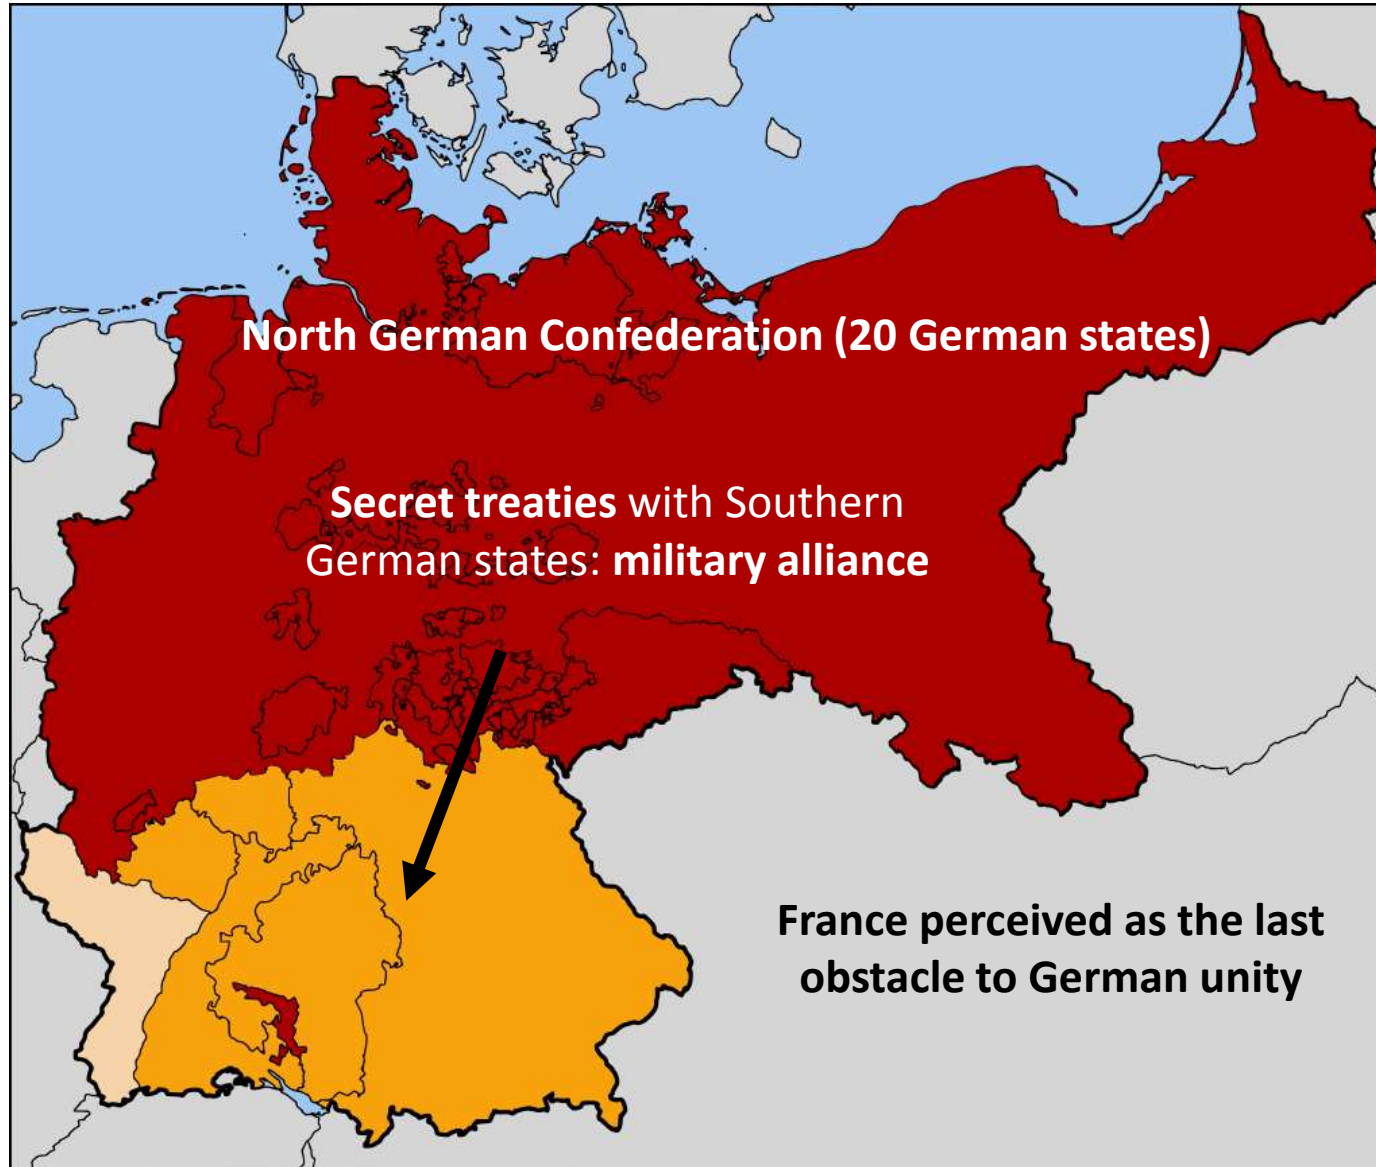 North German Confederation (20 German states)
Secret treaties with Southern
German states: military alliance
France perceived as the last
obstacle to German unity